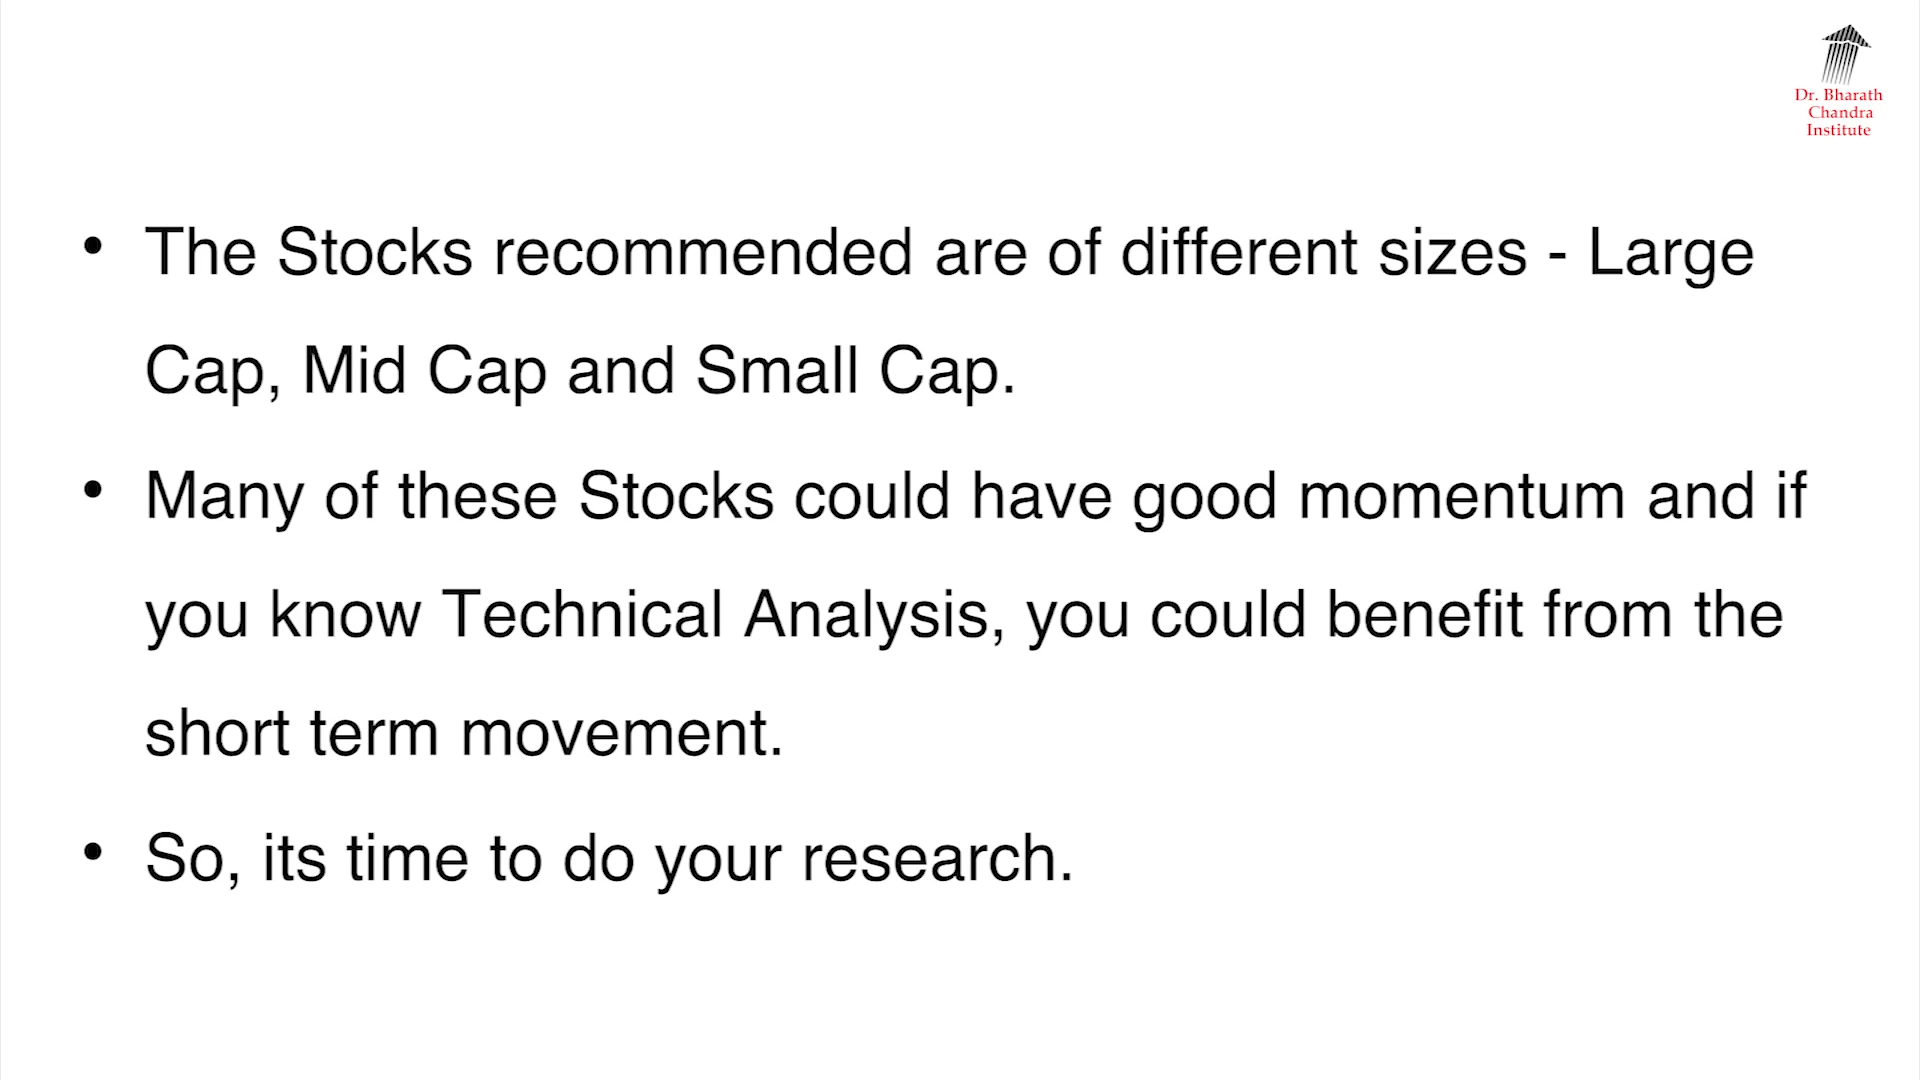 Dr. Bharath
Chandra
Institute
• The Stocks recommended are of different sizes - Large
Cap, Mid Cap and Small Cap.
• Many of these Stocks could have good momentum and if
you know Technical Analysis, you could benefit from the
short term movement.
• So, its time to do your research.